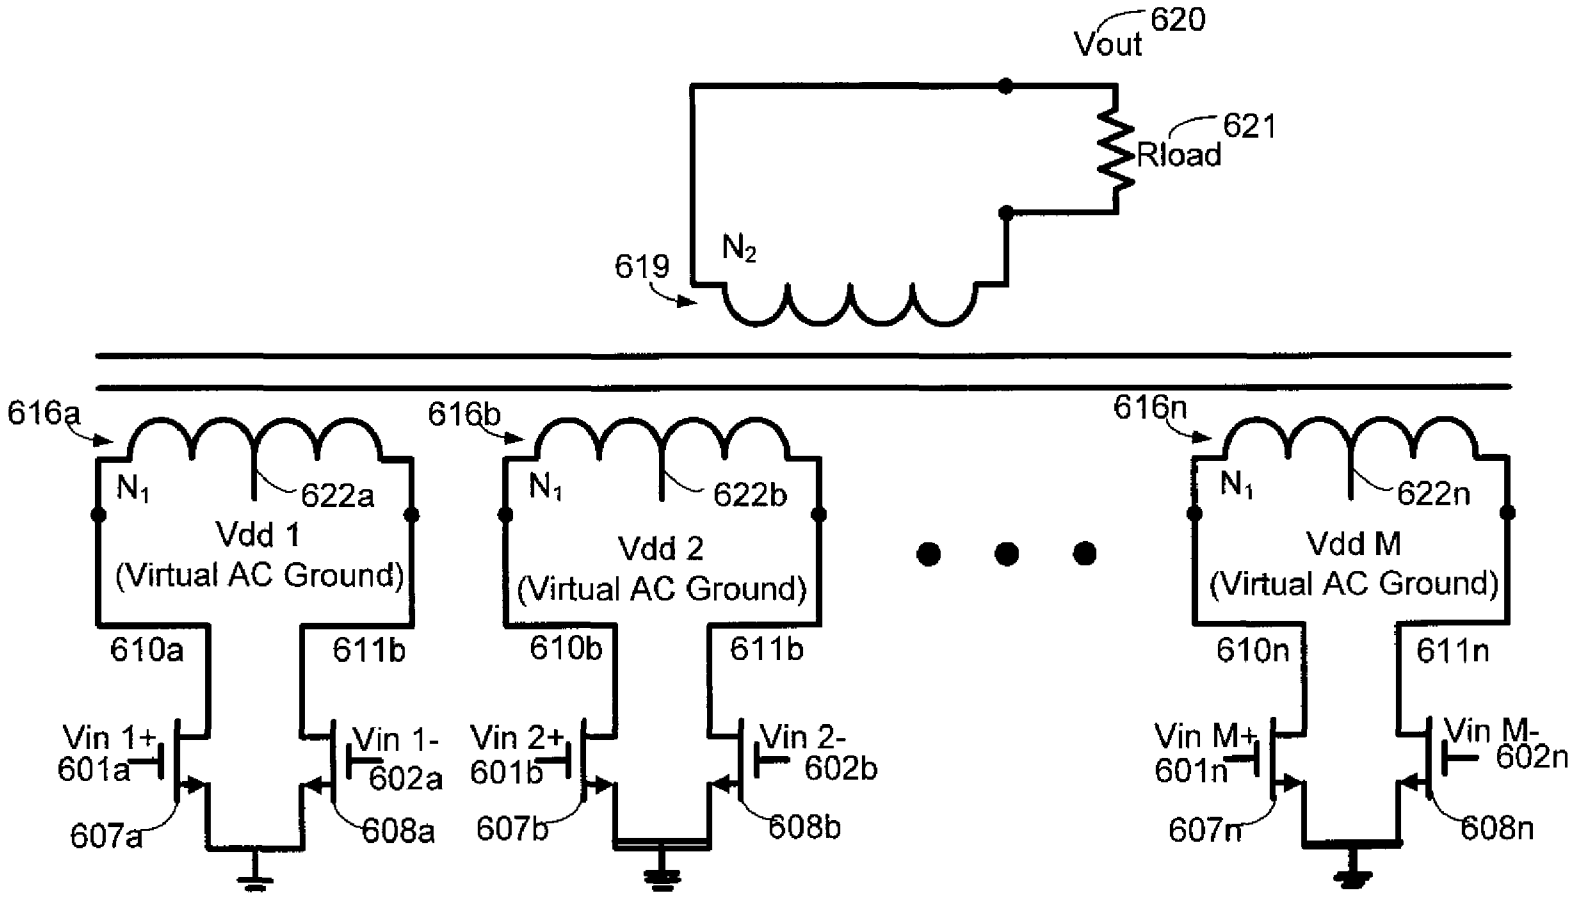 620
Vout
621
Rload
N2
619
616a
616b
616n
N1
622a
N1
622b
N1
622n
Vdd 1
(Virtual AC Ground)
Vdd 2
(Virtual AC Ground)
Vdd M
(Virtual AC Ground)
610a
611b
610b
611b
610n
611n
Vin 1+
601a
Vin 1-
602a
Vin 2+
601b
Vin 2-
602b
Vin M+
601n
Vin M-
602n
607a
608a
607b
608b
607n
608n